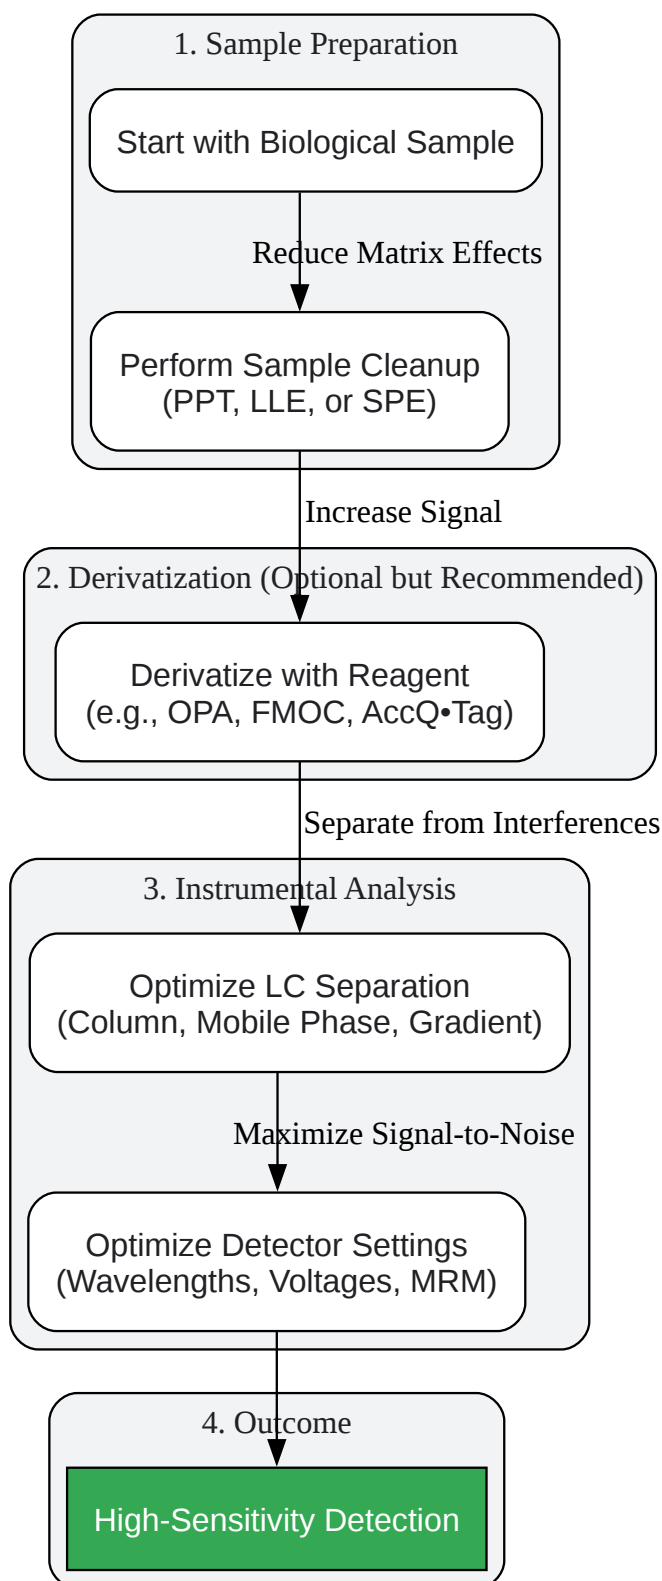 1. Sample Preparation
Start with Biological Sample
Reduce Matrix Effects
Perform Sample Cleanup
(PPT, LLE, or SPE)
Increase Signal
2. Derivatization (Optional but Recommended)
Derivatize with Reagent
(e.g., OPA, FMOC, AccQ•Tag)
Separate from Interferences
3. Instrumental Analysis
Optimize LC Separation
(Column, Mobile Phase, Gradient)
Maximize Signal-to-Noise
Optimize Detector Settings
(Wavelengths, Voltages, MRM)
4. Outcome
High-Sensitivity Detection